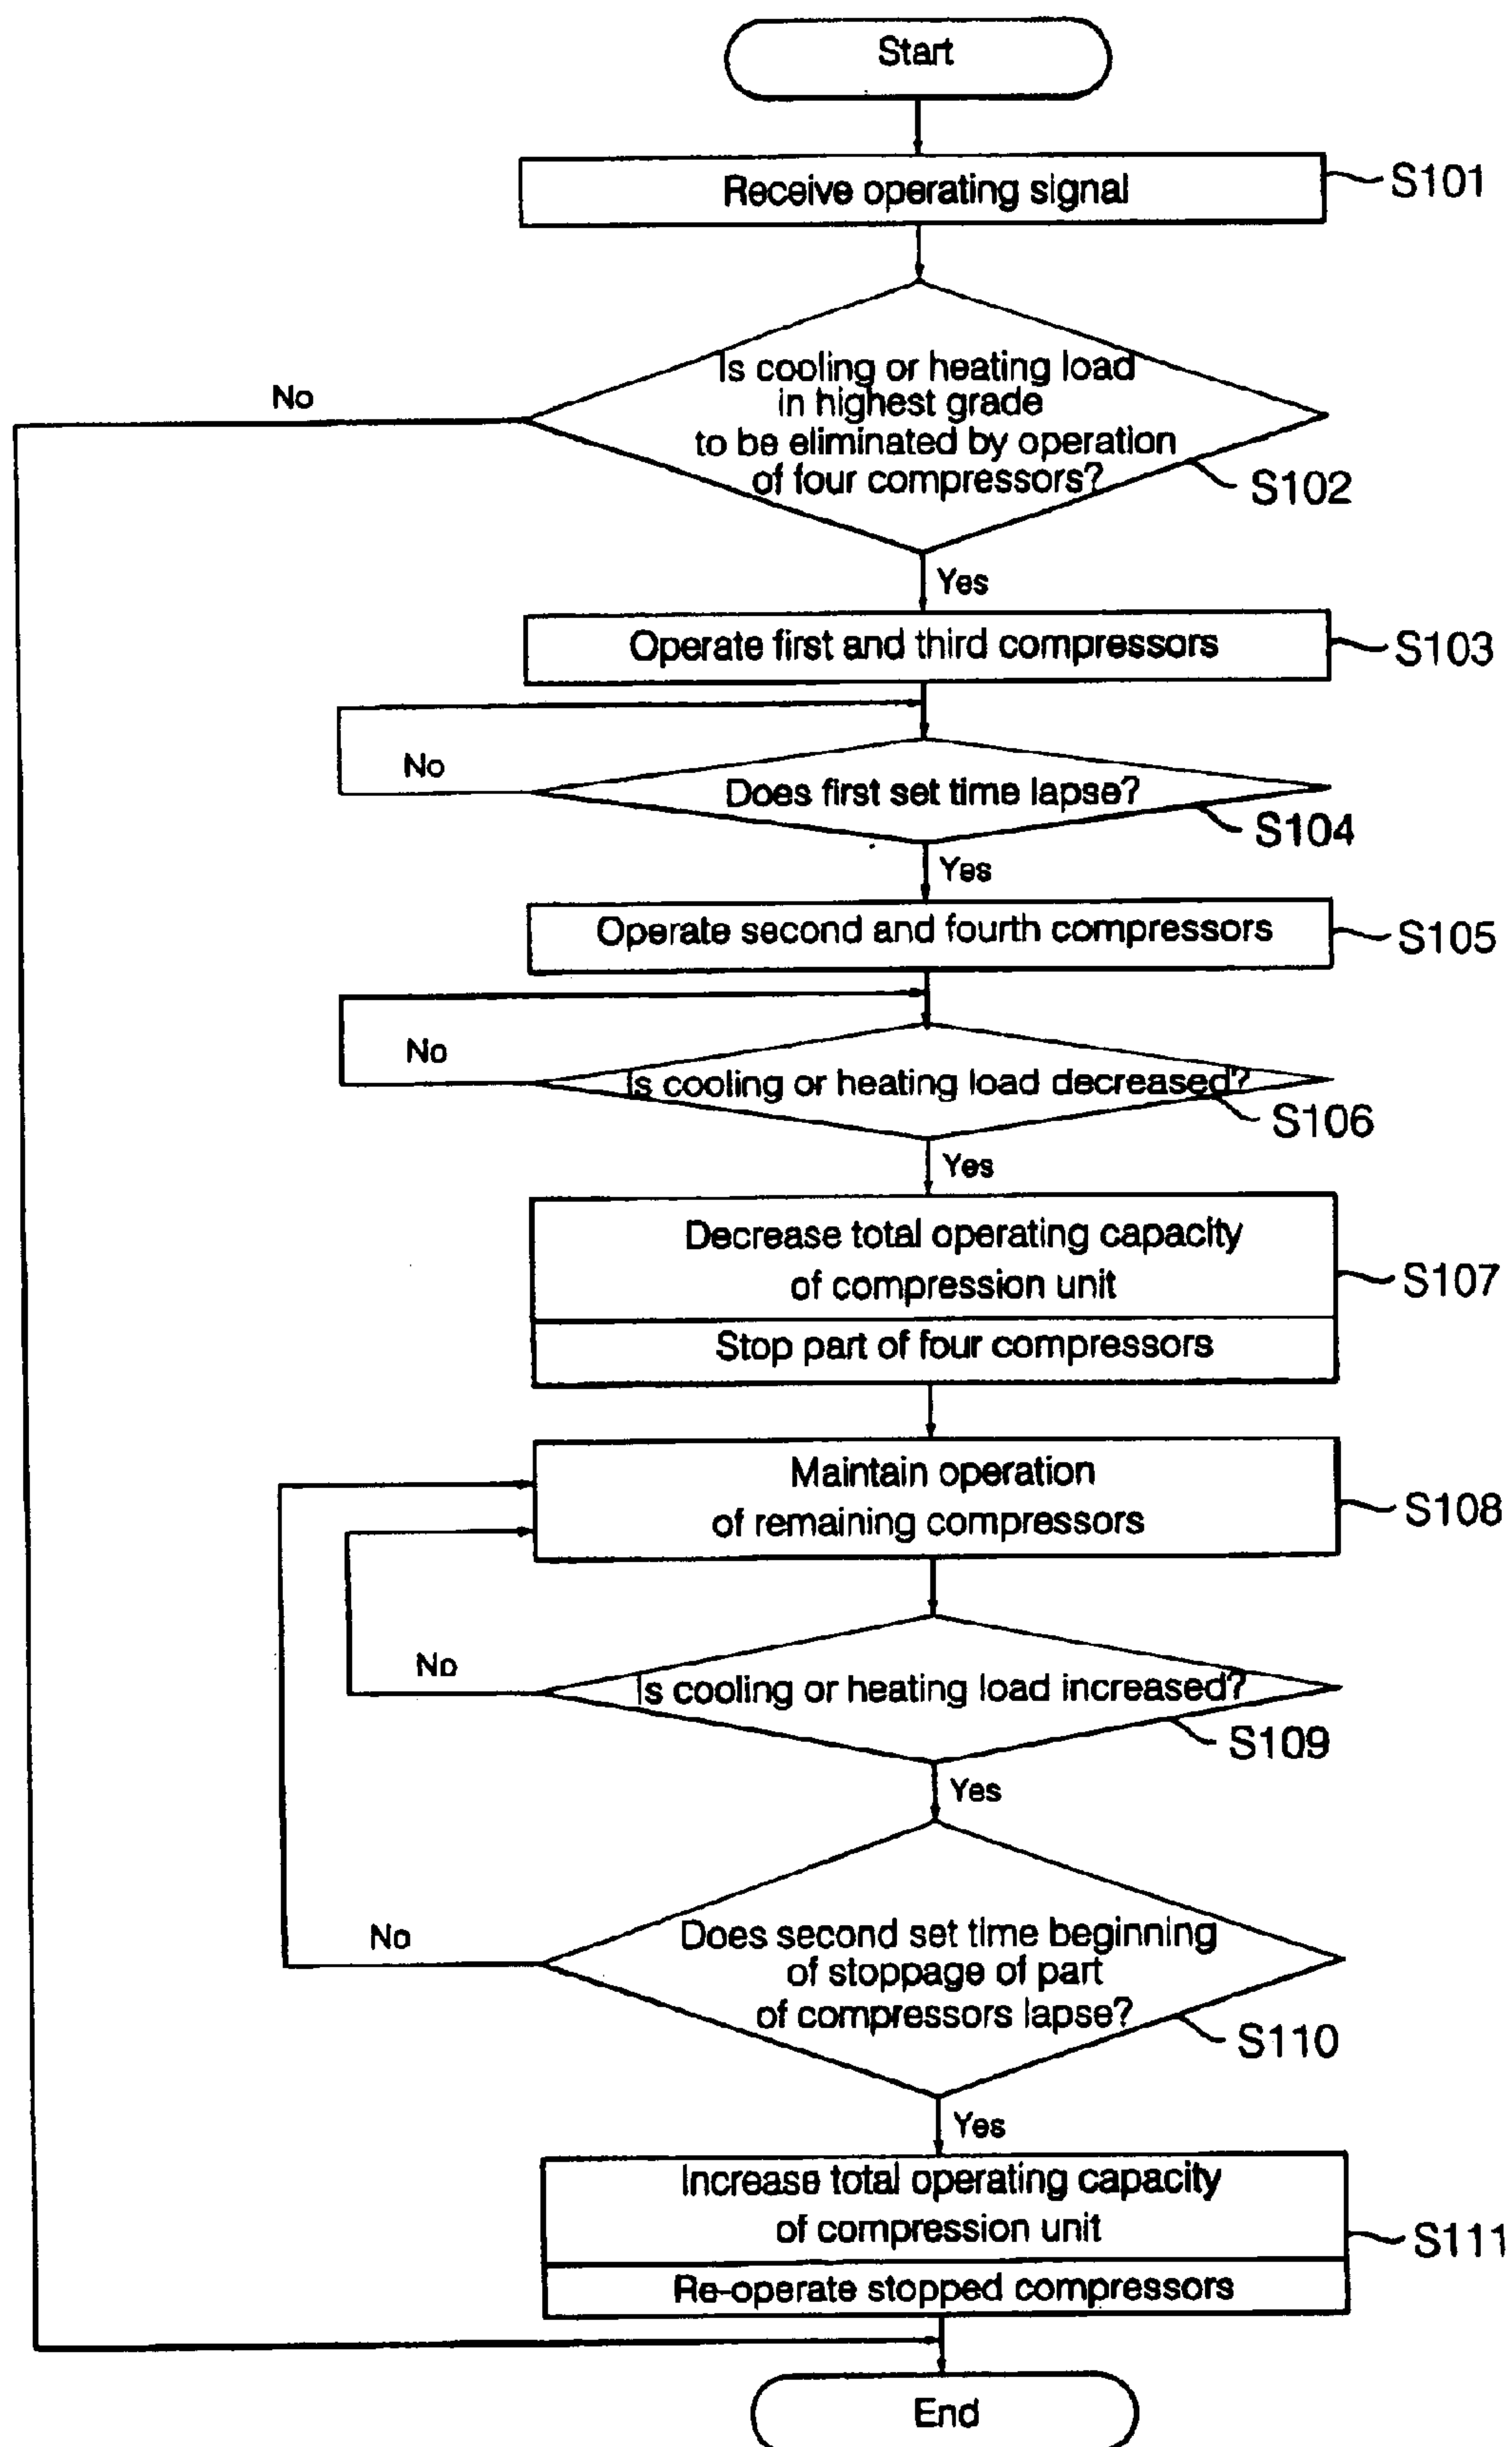 Start
Receive operating signal
S101
Is cooling or heating load
in highest grade
to be eliminated by operation
of four compressors?
S102
No
Yes
Operate first and third compressors
S103
No
Does first set time lapse?
S104
Yes
Operate second and fourth compressors
S105
No
Is cooling or heating load decreased?
S106
Yes
Decrease total operating capacity
of compression unit
S107
Stop part of four compressors
Maintain operation
of remaining compressors
S108
No
Is cooling or heating load increased?
S109
Yes
No
Does second set time beginning
of stoppage of part
of compressors lapse?
S110
Yes
Increase total operating capacity
of compression unit
S111
Re-operate stopped compressors
End